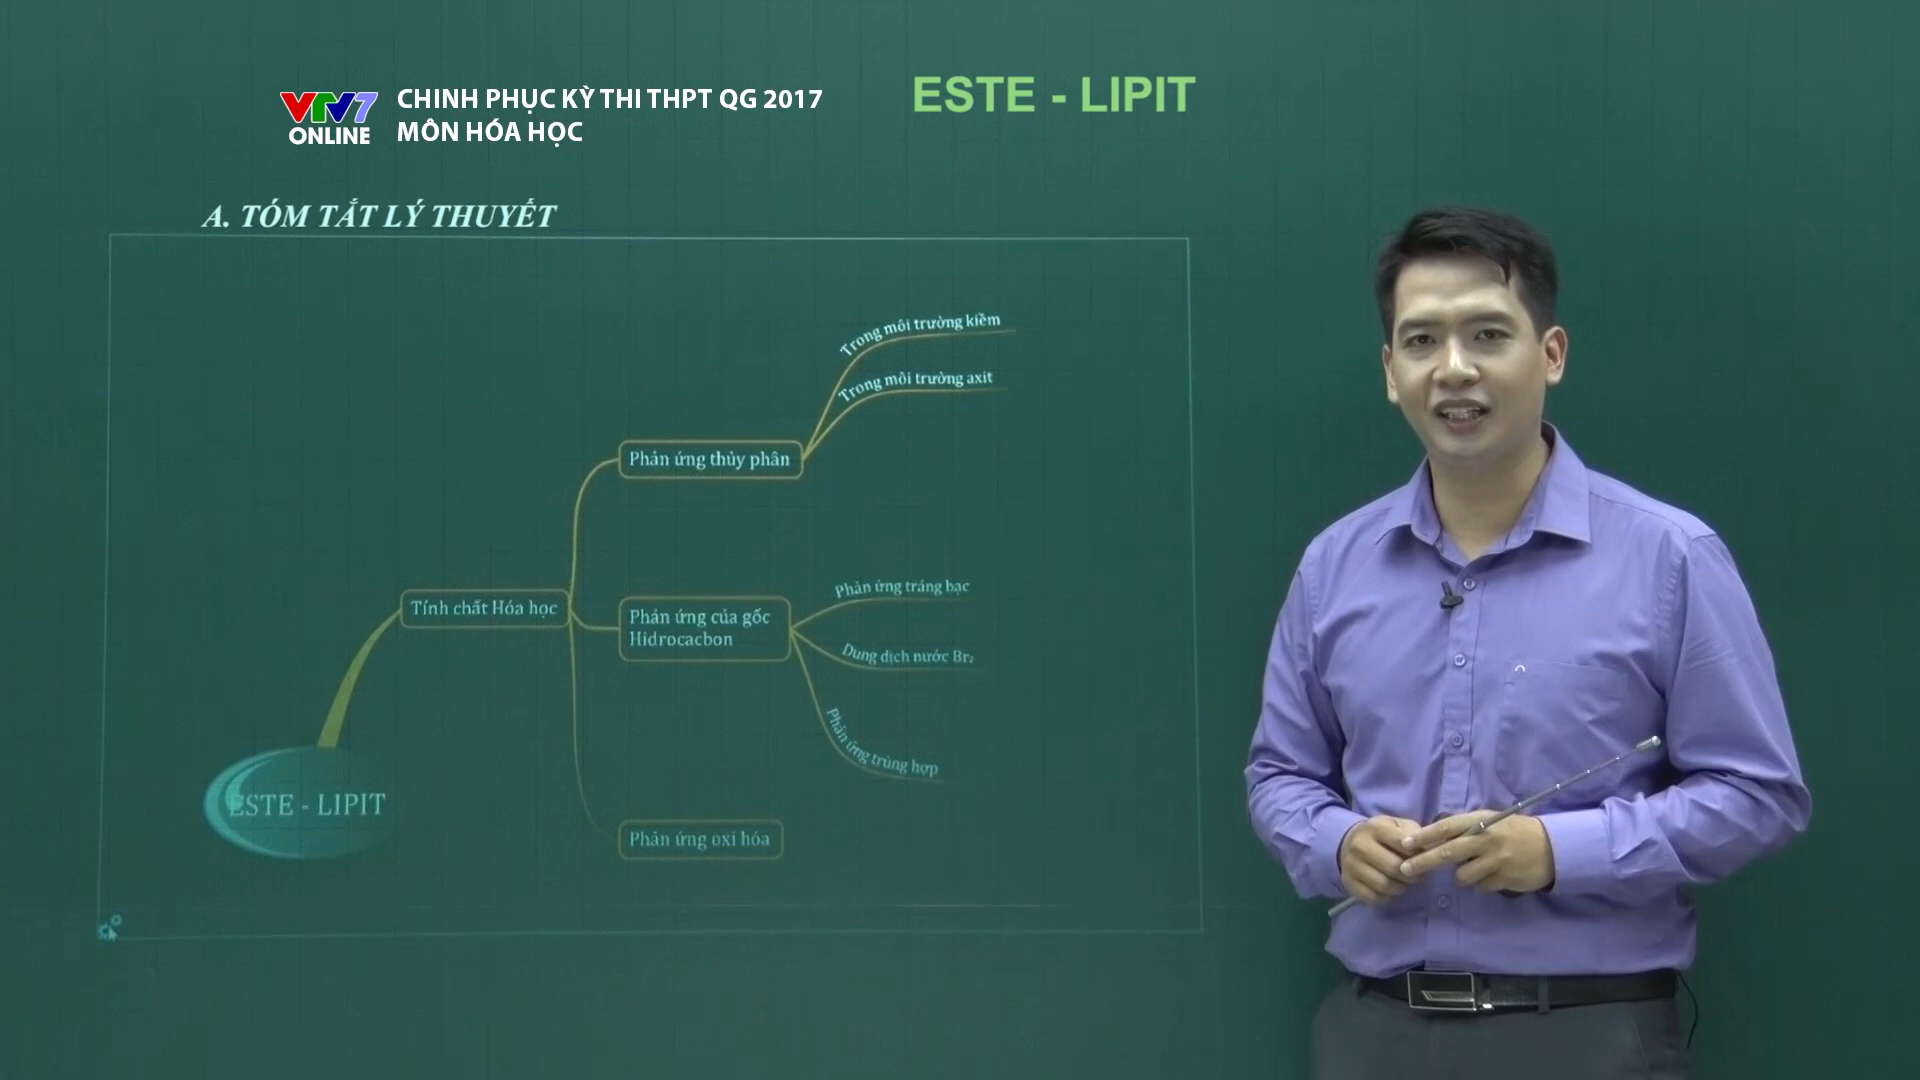 VTV7
ONLINE
CHINH PHỤC KỲ THI THPT QG 2017
MÔN HÓA HỌC
ESTE - LIPIT
A. TÓM TẮT LÝ THUYẾT
Trong môi trường kiềm
Trong môi trường axit
Phản ứng thủy phân
Phản ứng tráng bạc
Tính chất Hóa học
Phản ứng của gốc
Hidrocacbon
Dung dịch nước Br₂
Phản ứng trùng hợp
ESTE - LIPIT
Phản ứng oxi hóa